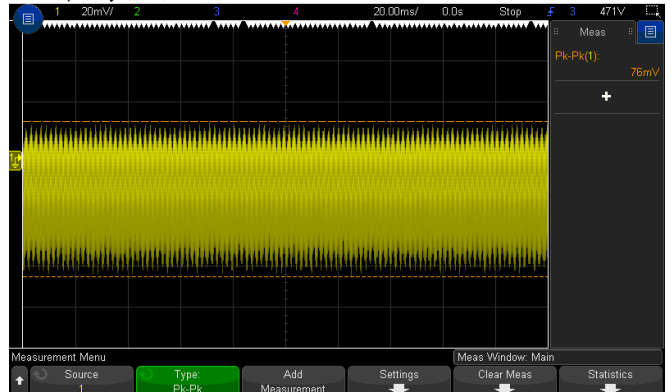 1 20mV/ 2 3 4 20.00ms/ 0.0s Stop 3 471V
Meas
Pk-Pk(1):
76mV
+
1
Measurement Menu
Meas Window: Main
Source
1
Type:
Pk-Pk
Add
Measurement
Settings
Clear Meas
Statistics